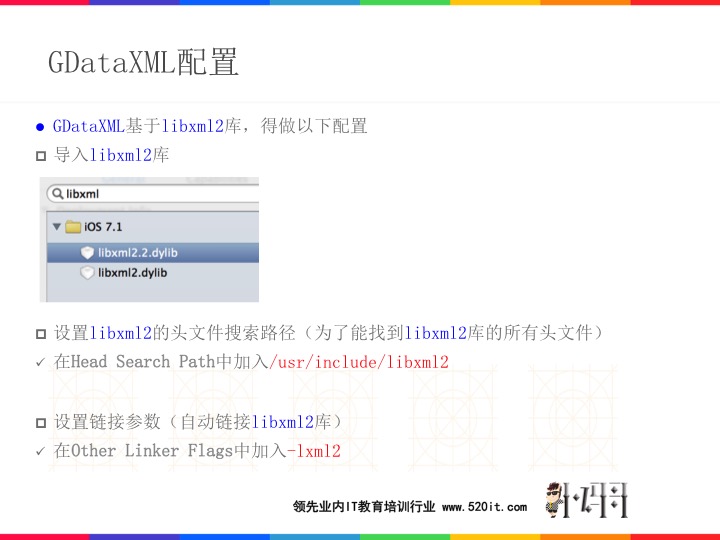 GDataXML配置
GDataXML基于libxml2库，得做以下配置
导入libxml2库
libxml
iOS 7.1
libxml2.2.dylib
libxml2.dylib
设置libxml2的头文件搜索路径（为了能找到libxml2库的所有头文件）
在Head Search Path中加入/usr/include/libxml2
设置链接参数（自动链接libxml2库）
在Other Linker Flags中加入-lxml2
领先业内IT教育培训行业 www.520it.com
小码哥